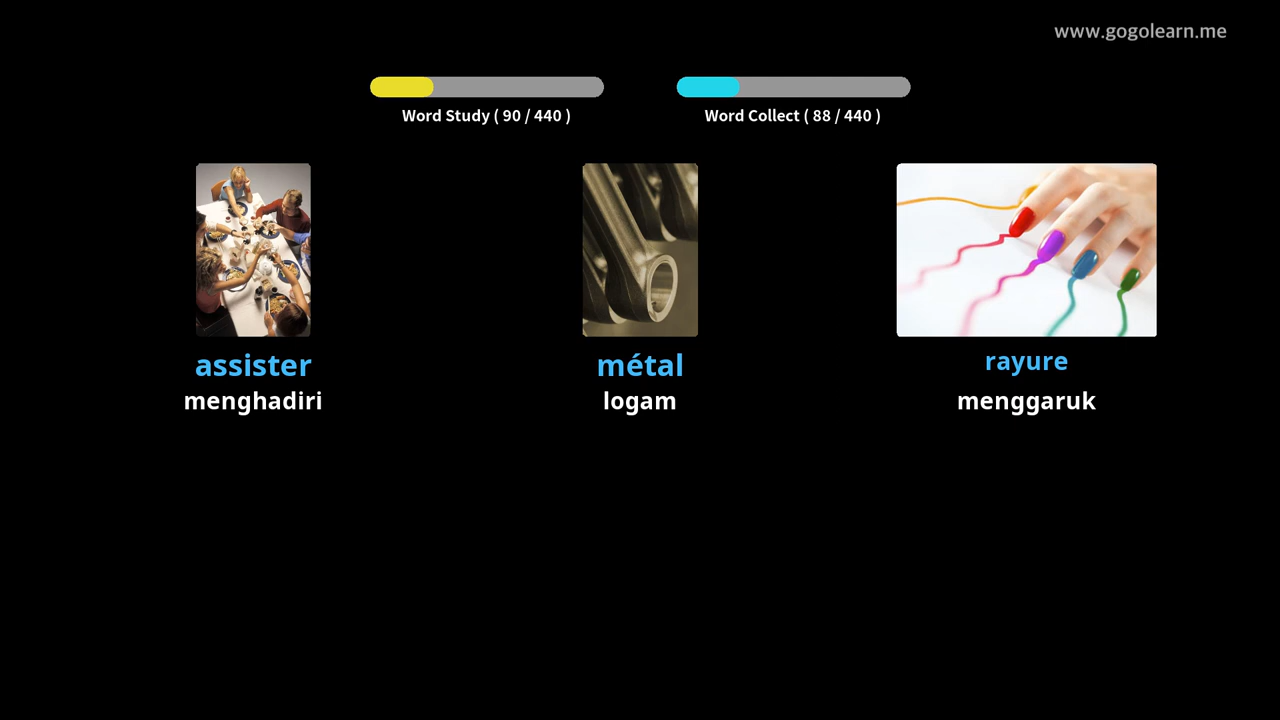 www.gogolearn.me
Word Study ( 90 / 440 )
Word Collect ( 88 / 440 )
assister
menghadiri
métal
logam
rayure
menggaruk